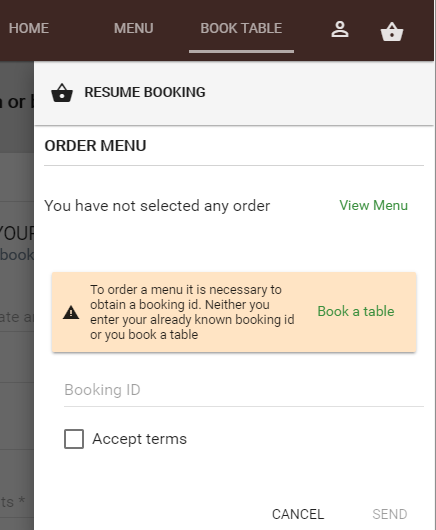 HOME MENU BOOK TABLE
RESUME BOOKING
ORDER MENU
You have not selected any order View Menu
To order a menu it is necessary to
obtain a booking id. Neither you
enter your already known booking id
or you book a table
Book a table
Booking ID
Accept terms
CANCEL SEND